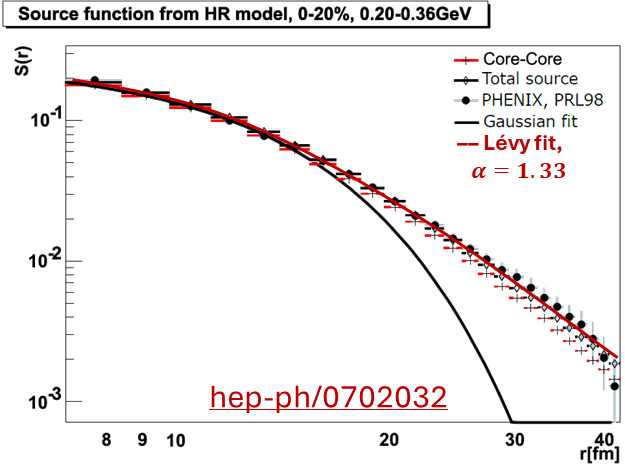 Source function from HR model, 0-20%, 0.20-0.36GeV
S(r)
Core-Core
Total source
PHENIX, PRL98
Gaussian fit
Lévy fit,
α = 1.33
10⁻¹
10⁻²
10⁻³
hep-ph/0702032
8 9 10 20 30 40
r[fm]